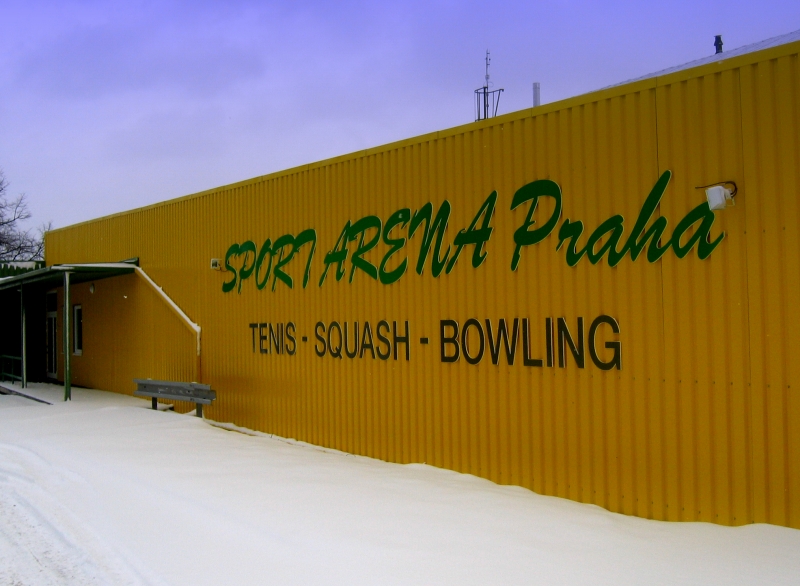 SPORT ARENA Praha
TENIS - SQUASH - BOWLING